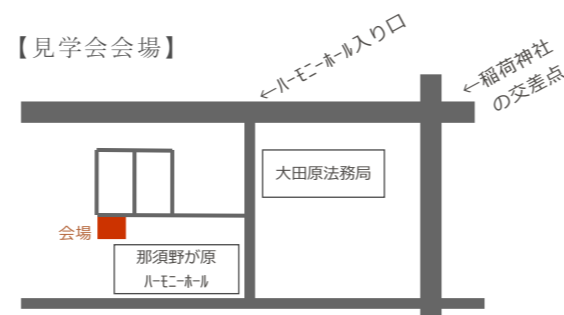 【見学会会場】
←ハーモニーホール入り口
←稲荷神社
の交差点
大田原法務局
会場
那須野が原
ハーモニーホール